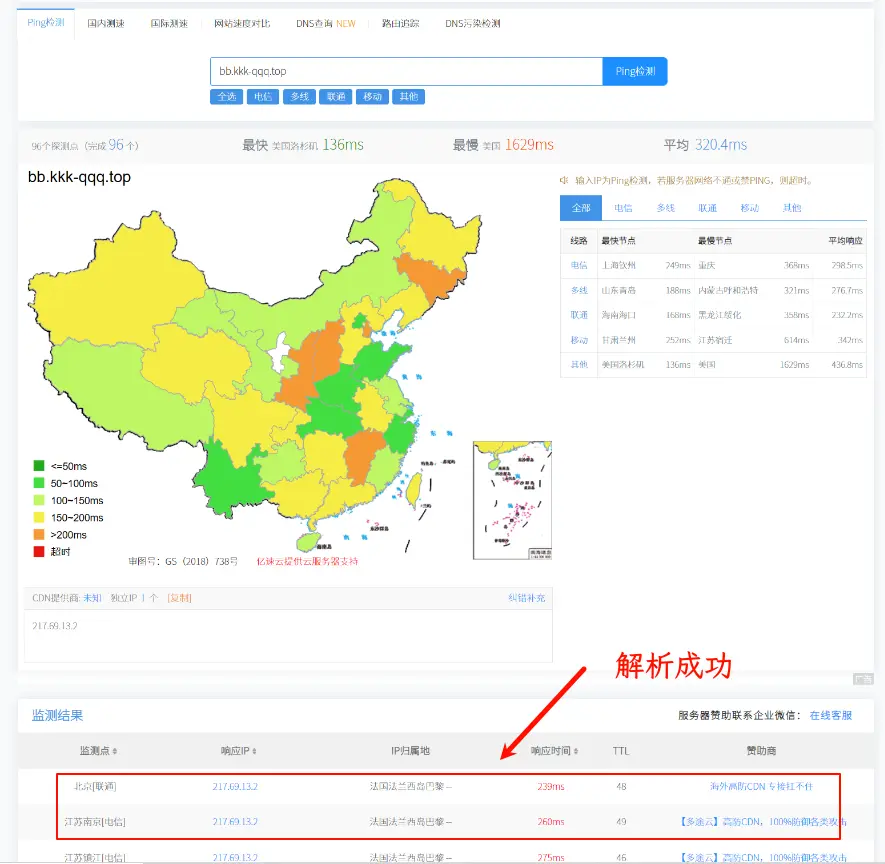 Ping检测 国内测速 国际测速 网站速度对比 DNS查询 NEW 路由追踪 DNS污染检测
bb.kkk-qqq.top Ping检测
全选 电信 多线 联通 移动 其他
96个探测点（完成 96 个） 最快 美国洛杉矶 136ms 最慢 美国 1629ms 平均 320.4ms
bb.kkk-qqq.top
输入IP为Ping检测，若服务器网络不通或禁PING，则超时。
全部 电信 多线 联通 移动 其他
线路 最快节点 最慢节点 平均响应
电信 上海钦州 249ms 重庆 368ms 298.5ms
多线 山东青岛 188ms 内蒙古呼和浩特 321ms 276.7ms
联通 海南海口 168ms 黑龙江绥化 358ms 232.2ms
移动 甘肃兰州 252ms 江苏宿迁 614ms 342ms
其他 美国洛杉矶 136ms 美国 1629ms 436.8ms
<=50ms
50~100ms
100~150ms
150~200ms
>200ms
超时
海南岛
审图号：GS（2018）738号 亿速云提供云服务器支持
CDN提供商: 未知 独立IP 1 个 [复制] 纠错补充
217.69.13.2
解析成功
广告
监测结果 服务器赞助联系企业微信： 在线客服
监测点 响应IP IP归属地 响应时间 TTL 赞助商
北京[联通] 217.69.13.2 法国法兰西岛巴黎 -- 239ms 48 海外高防CDN 专接扛不住
江苏南京[电信] 217.69.13.2 法国法兰西岛巴黎 -- 260ms 49 【多途云】高防CDN，100%防御各类攻击
江苏镇江[电信] 217.69.13.2 法国法兰西岛巴黎 -- 275ms 46 【多途云】高防CDN，100%防御各类攻击